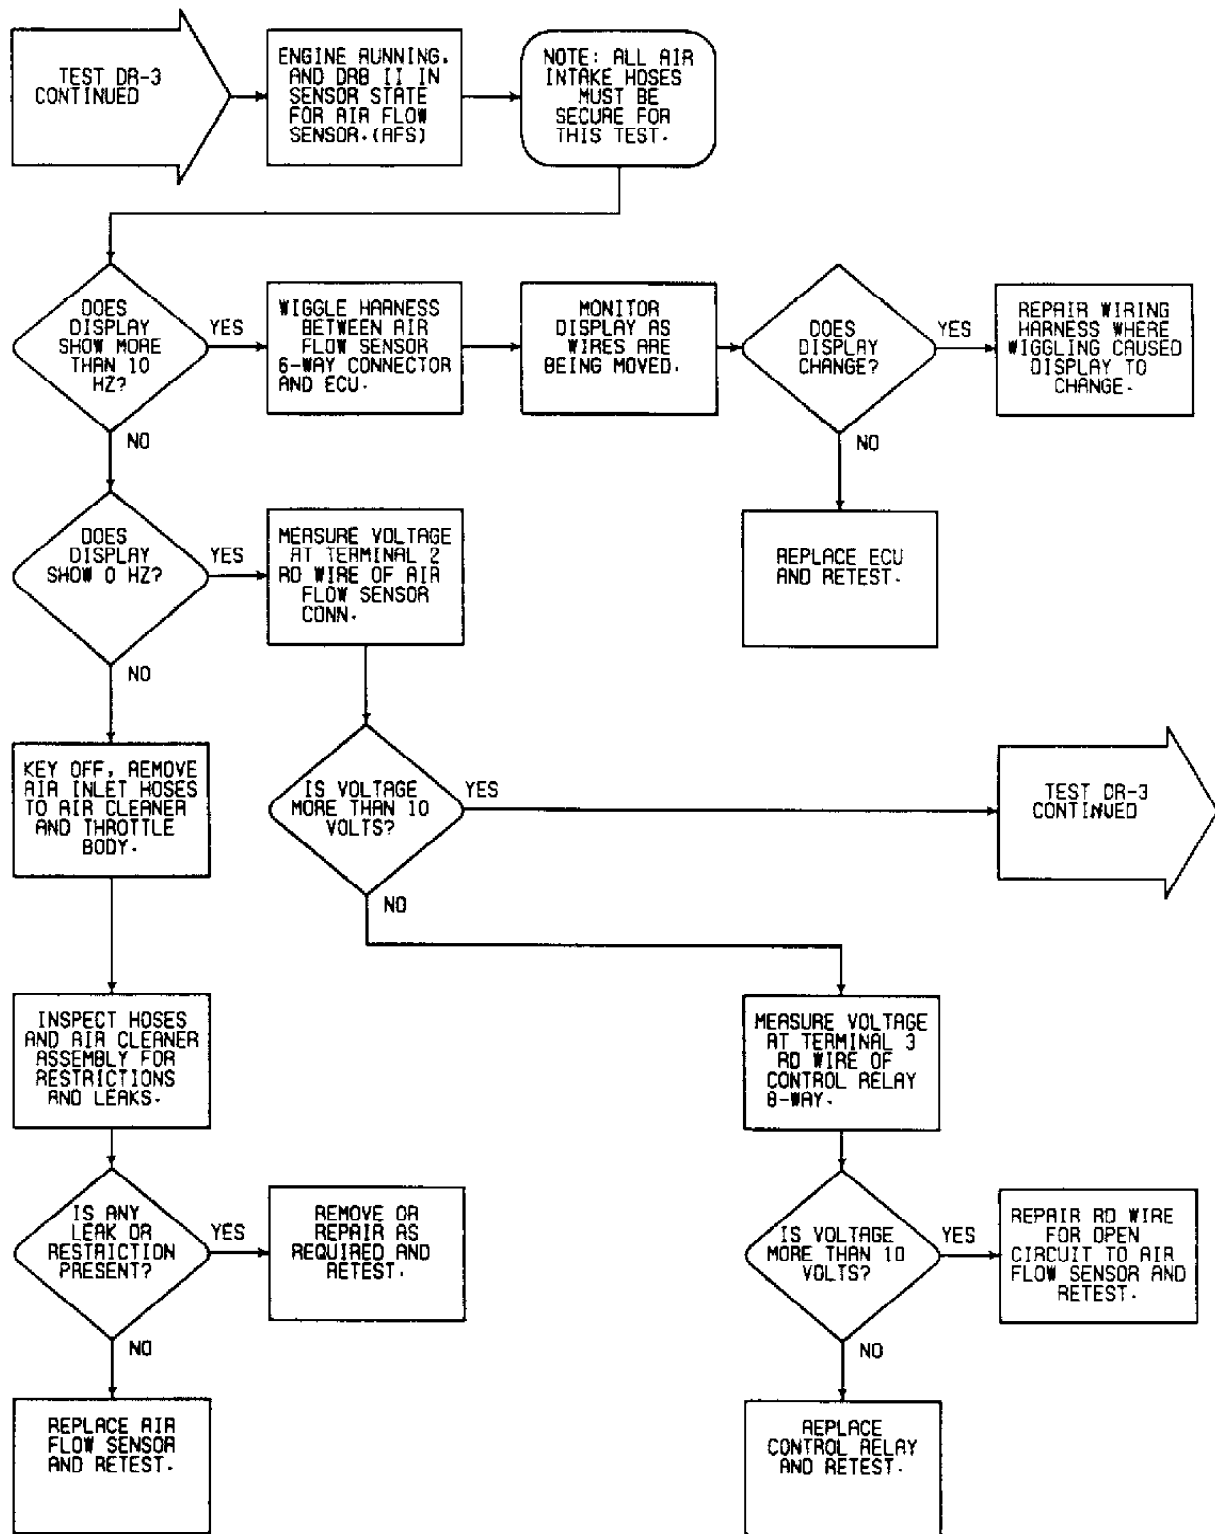 TEST DR-3
CONTINUED
ENGINE RUNNING,
AND DRB II IN
SENSOR STATE
FOR AIR FLOW
SENSOR.(AFS)
NOTE: ALL AIR
INTAKE HOSES
MUST BE
SECURE FOR
THIS TEST.
DOES
DISPLAY
SHOW MORE
THAN 10
HZ?
YES
NO
WIGGLE HARNESS
BETWEEN AIR
FLOW SENSOR
6-WAY CONNECTOR
AND ECU.
MONITOR
DISPLAY AS
WIRES ARE
BEING MOVED.
DOES
DISPLAY
CHANGE?
YES
NO
REPAIR WIRING
HARNESS WHERE
WIGGLING CAUSED
DISPLAY TO
CHANGE.
REPLACE ECU
AND RETEST.
DOES
DISPLAY
SHOW 0 HZ?
YES
NO
MEASURE VOLTAGE
AT TERMINAL 2
RD WIRE OF AIR
FLOW SENSOR
CONN.
KEY OFF, REMOVE
AIR INLET HOSES
TO AIR CLEANER
AND THROTTLE
BODY.
IS VOLTAGE
MORE THAN 10
VOLTS?
YES
NO
TEST DR-3
CONTINUED
INSPECT HOSES
AND AIR CLEANER
ASSEMBLY FOR
RESTRICTIONS
AND LEAKS.
MEASURE VOLTAGE
AT TERMINAL 3
RD WIRE OF
CONTROL RELAY
8-WAY.
IS ANY
LEAK OR
RESTRICTION
PRESENT?
YES
NO
REMOVE OR
REPAIR AS
REQUIRED AND
RETEST.
IS VOLTAGE
MORE THAN 10
VOLTS?
YES
NO
REPAIR RD WIRE
FOR OPEN
CIRCUIT TO AIR
FLOW SENSOR AND
RETEST.
REPLACE AIR
FLOW SENSOR
AND RETEST.
REPLACE
CONTROL RELAY
AND RETEST.